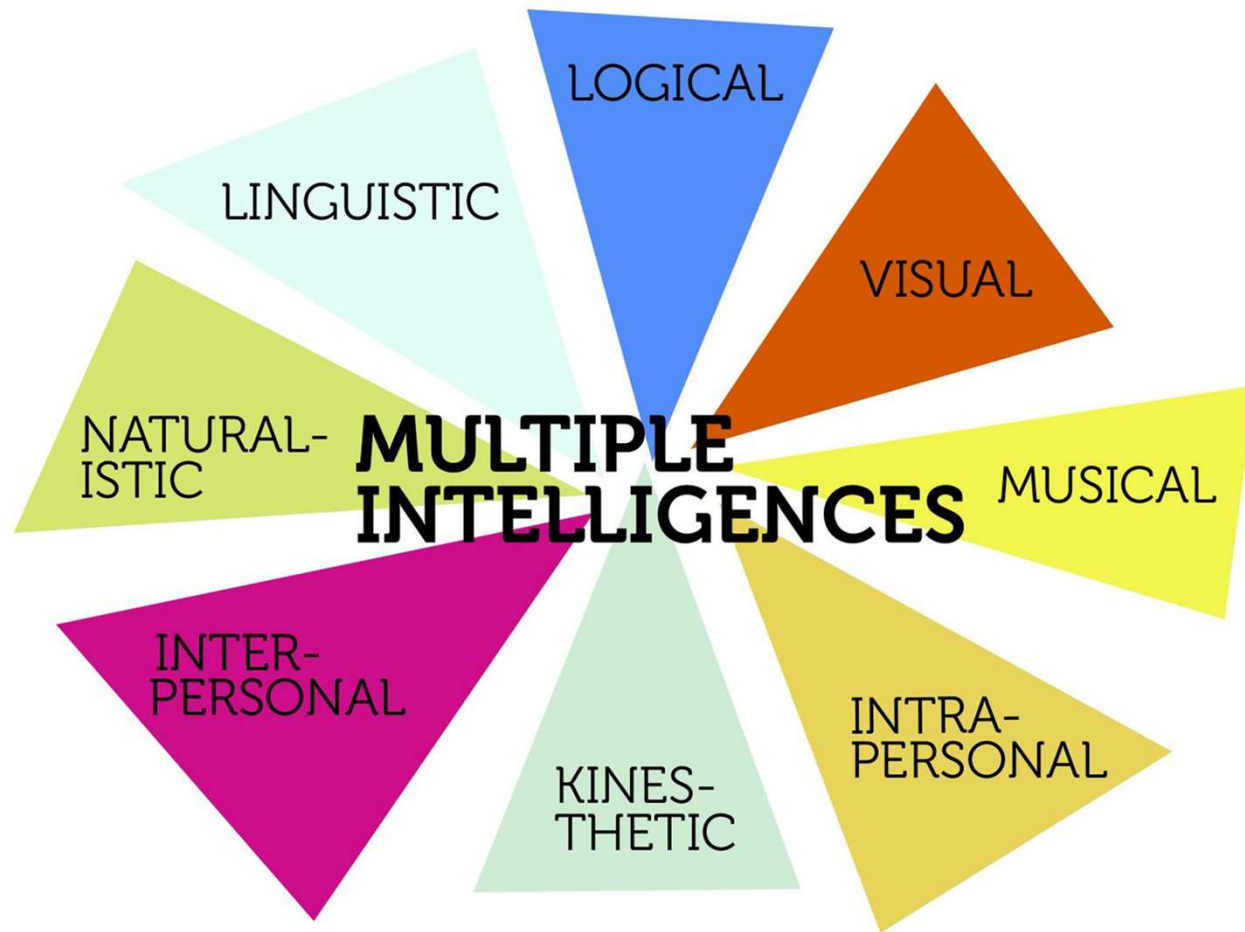 LOGICAL
LINGUISTIC
VISUAL
NATURAL-
ISTIC
MULTIPLE
INTELLIGENCES
MUSICAL
INTER-
PERSONAL
INTRA-
PERSONAL
KINES-
THETIC